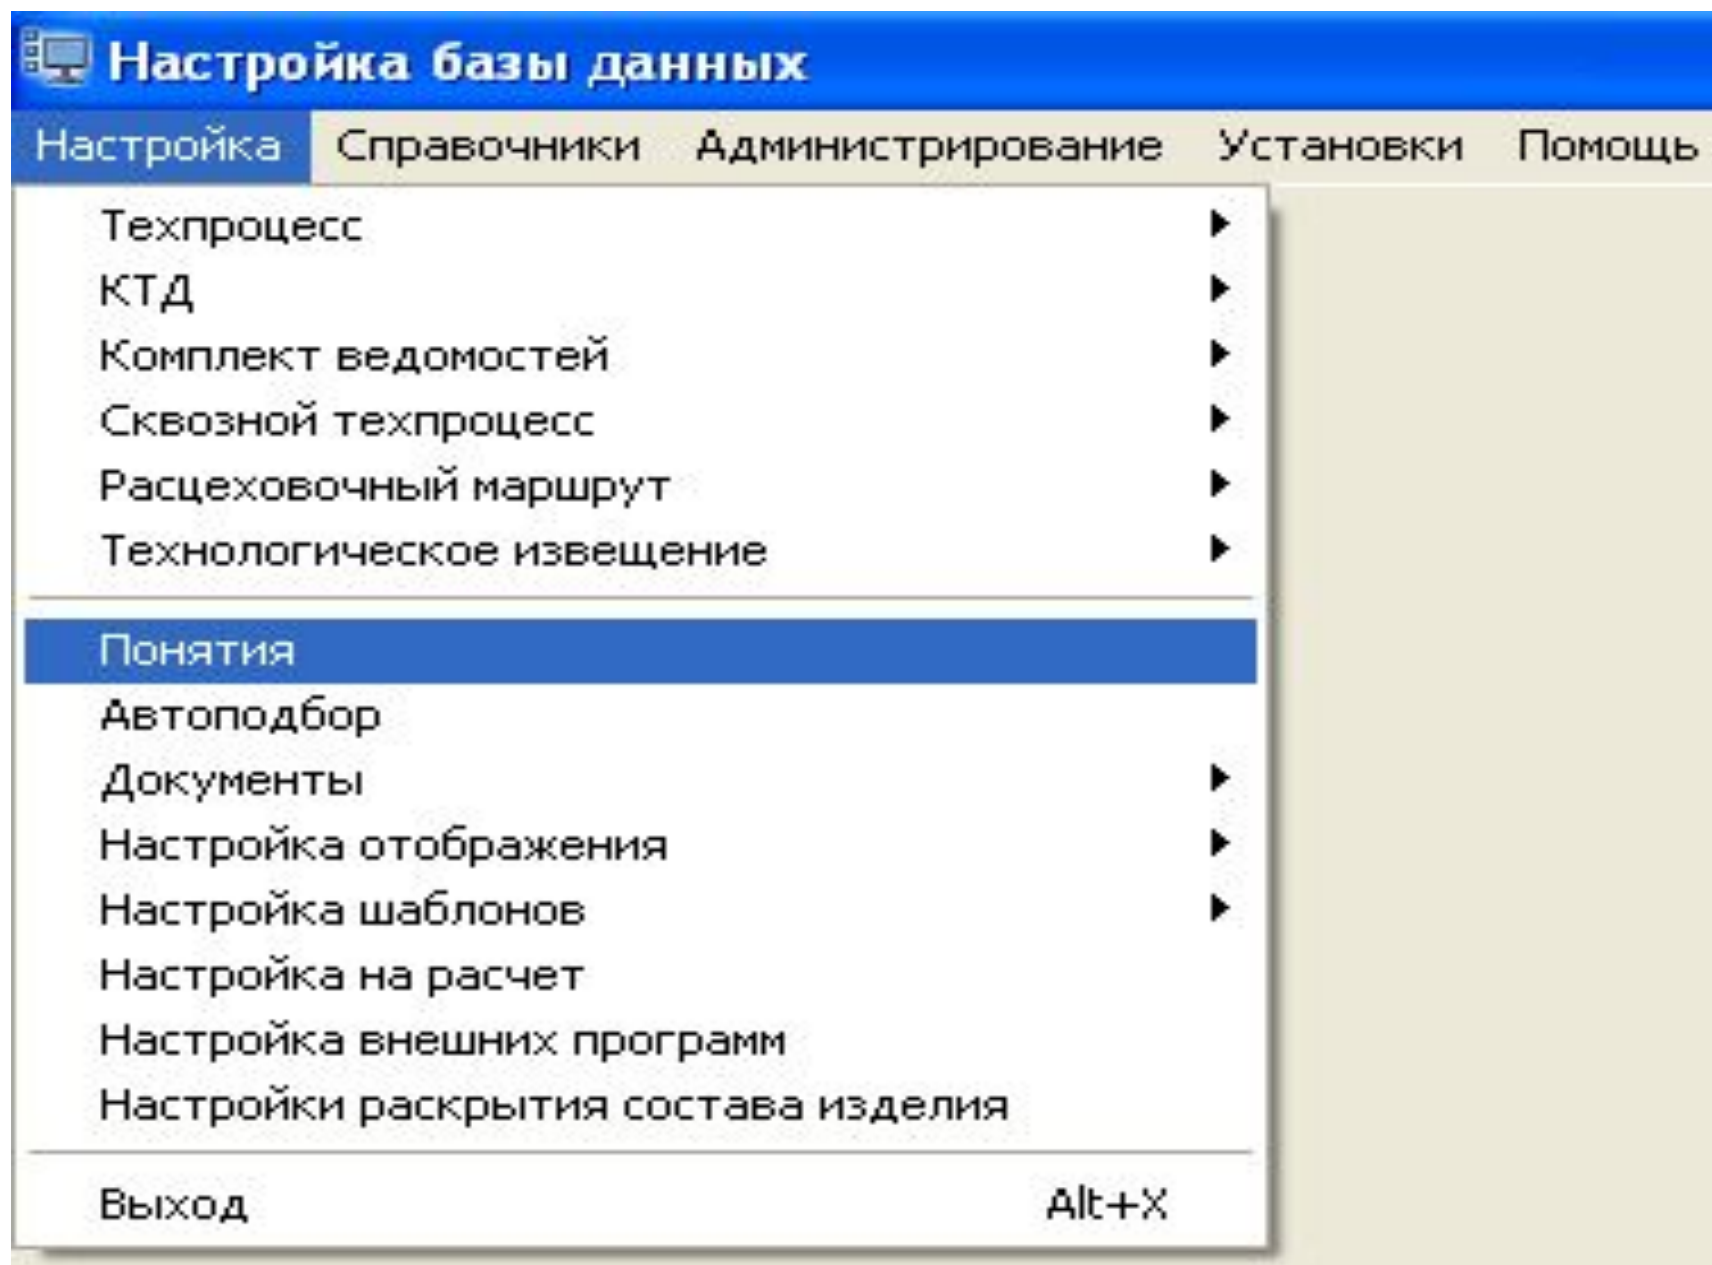 Настройка базы данных
Настройка Справочники Администрирование Установки Помощь
Техпроцесс
КТД
Комплект ведомостей
Сквозной техпроцесс
Расцеховочный маршрут
Технологическое извещение
Понятия
Автоподбор
Документы
Настройка отображения
Настройка шаблонов
Настройка на расчет
Настройка внешних программ
Настройки раскрытия состава изделия
Выход Alt+X